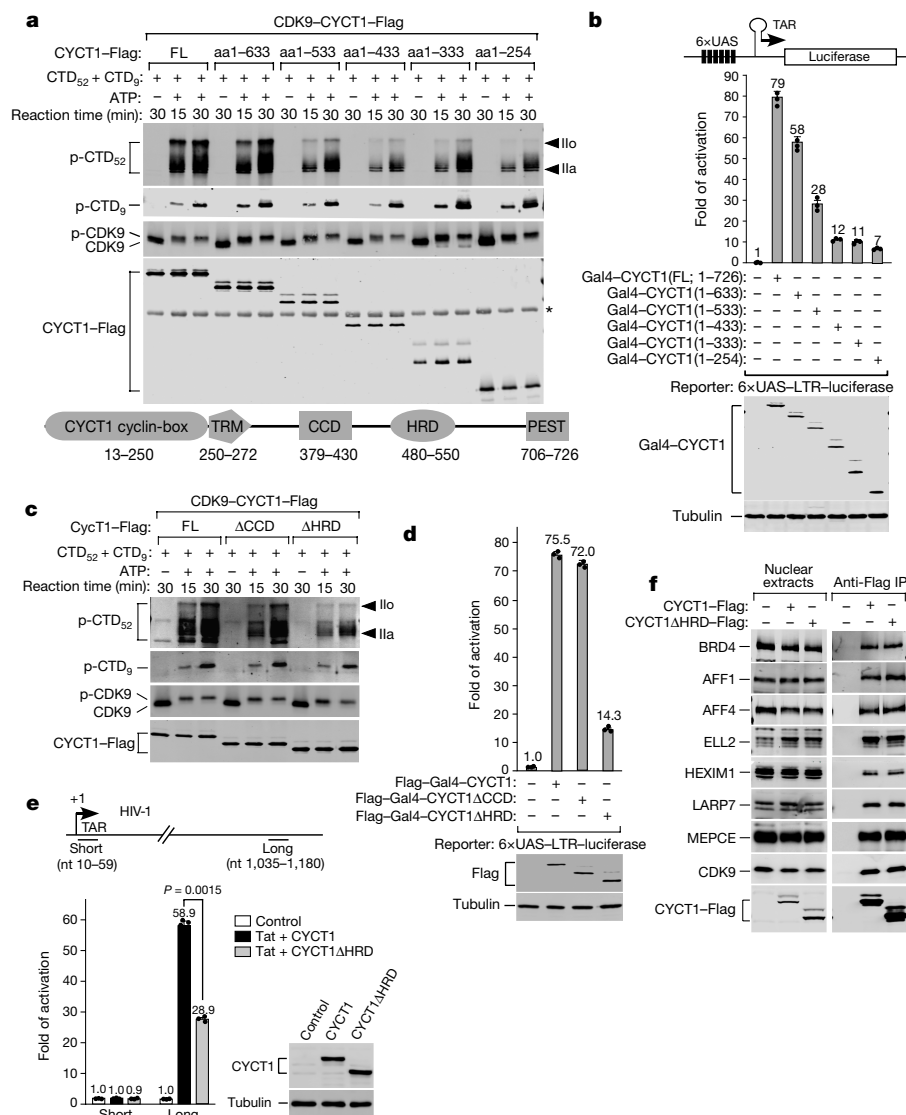 a
CDK9–CYCT1–Flag
CYCT1–Flag: FL aa1–633 aa1–533 aa1–433 aa1–333 aa1–254
CTD52 + CTD9: + + + + + + + + + + + + + + + + + +
ATP: − + + − + + − + + − + + − + + − + +
Reaction time (min): 30 15 30 30 15 30 30 15 30 30 15 30 30 15 30 30 15 30
p-CTD52
IIo
IIa
p-CTD9
p-CDK9
CDK9
CYCT1–Flag
*
CYCT1 cyclin-box TRM CCD HRD PEST
13–250 250–272 379–430 480–550 706–726
b
6×UAS TAR
Luciferase
Fold of activation
90
80
70
60
50
40
30
20
10
0
1 79 58 28 12 11 7
Gal4–CYCT1(FL; 1–726) − + − − − − −
Gal4–CYCT1(1–633) − − + − − − −
Gal4–CYCT1(1–533) − − − + − − −
Gal4–CYCT1(1–433) − − − − + − −
Gal4–CYCT1(1–333) − − − − − + −
Gal4–CYCT1(1–254) − − − − − − +
Reporter: 6×UAS–LTR–luciferase
Gal4–CYCT1
Tubulin
c
CDK9–CYCT1–Flag
CycT1–Flag: FL ΔCCD ΔHRD
CTD52 + CTD9: + + + + + + + + +
ATP: − + + − + + − + +
Reaction time (min): 30 15 30 30 15 30 30 15 30
p-CTD52
IIo
IIa
p-CTD9
p-CDK9
CDK9
CYCT1–Flag
d
Fold of activation
80
70
60
50
40
30
20
10
0
1.0 75.5 72.0 14.3
Flag–Gal4–CYCT1: − + − −
Flag–Gal4–CYCT1ΔCCD: − − + −
Flag–Gal4–CYCT1ΔHRD: − − − +
Reporter: 6×UAS–LTR–luciferase
Flag
Tubulin
e
+1 HIV-1
TAR
Short
(nt 10–59)
Long
(nt 1,035–1,180)
Fold of activation
60
50
40
30
20
10
0
P = 0.0015
58.9
28.9
1.0 1.0 0.9 1.0
Short Long
Control
Tat + CYCT1
Tat + CYCT1ΔHRD
Control CYCT1 CYCT1ΔHRD
CYCT1
Tubulin
f
Nuclear extracts
Anti-Flag IP
CYCT1–Flag − + − − + −
CYCT1ΔHRD–Flag − − + − − +
BRD4
AFF1
AFF4
ELL2
HEXIM1
LARP7
MEPCE
CDK9
CYCT1–Flag